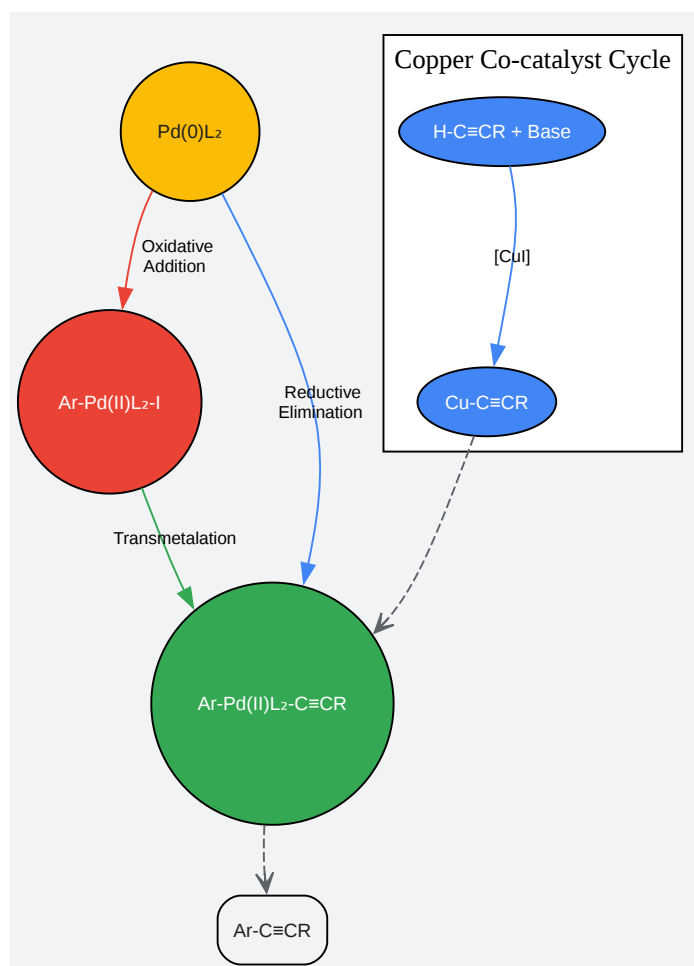 Copper Co-catalyst Cycle
Pd(0)L₂
H-C≡CR + Base
Oxidative
Addition
[CuI]
Ar-Pd(II)L₂-I
Reductive
Elimination
Cu-C≡CR
Transmetalation
Ar-Pd(II)L₂-C≡CR
Ar-C≡CR